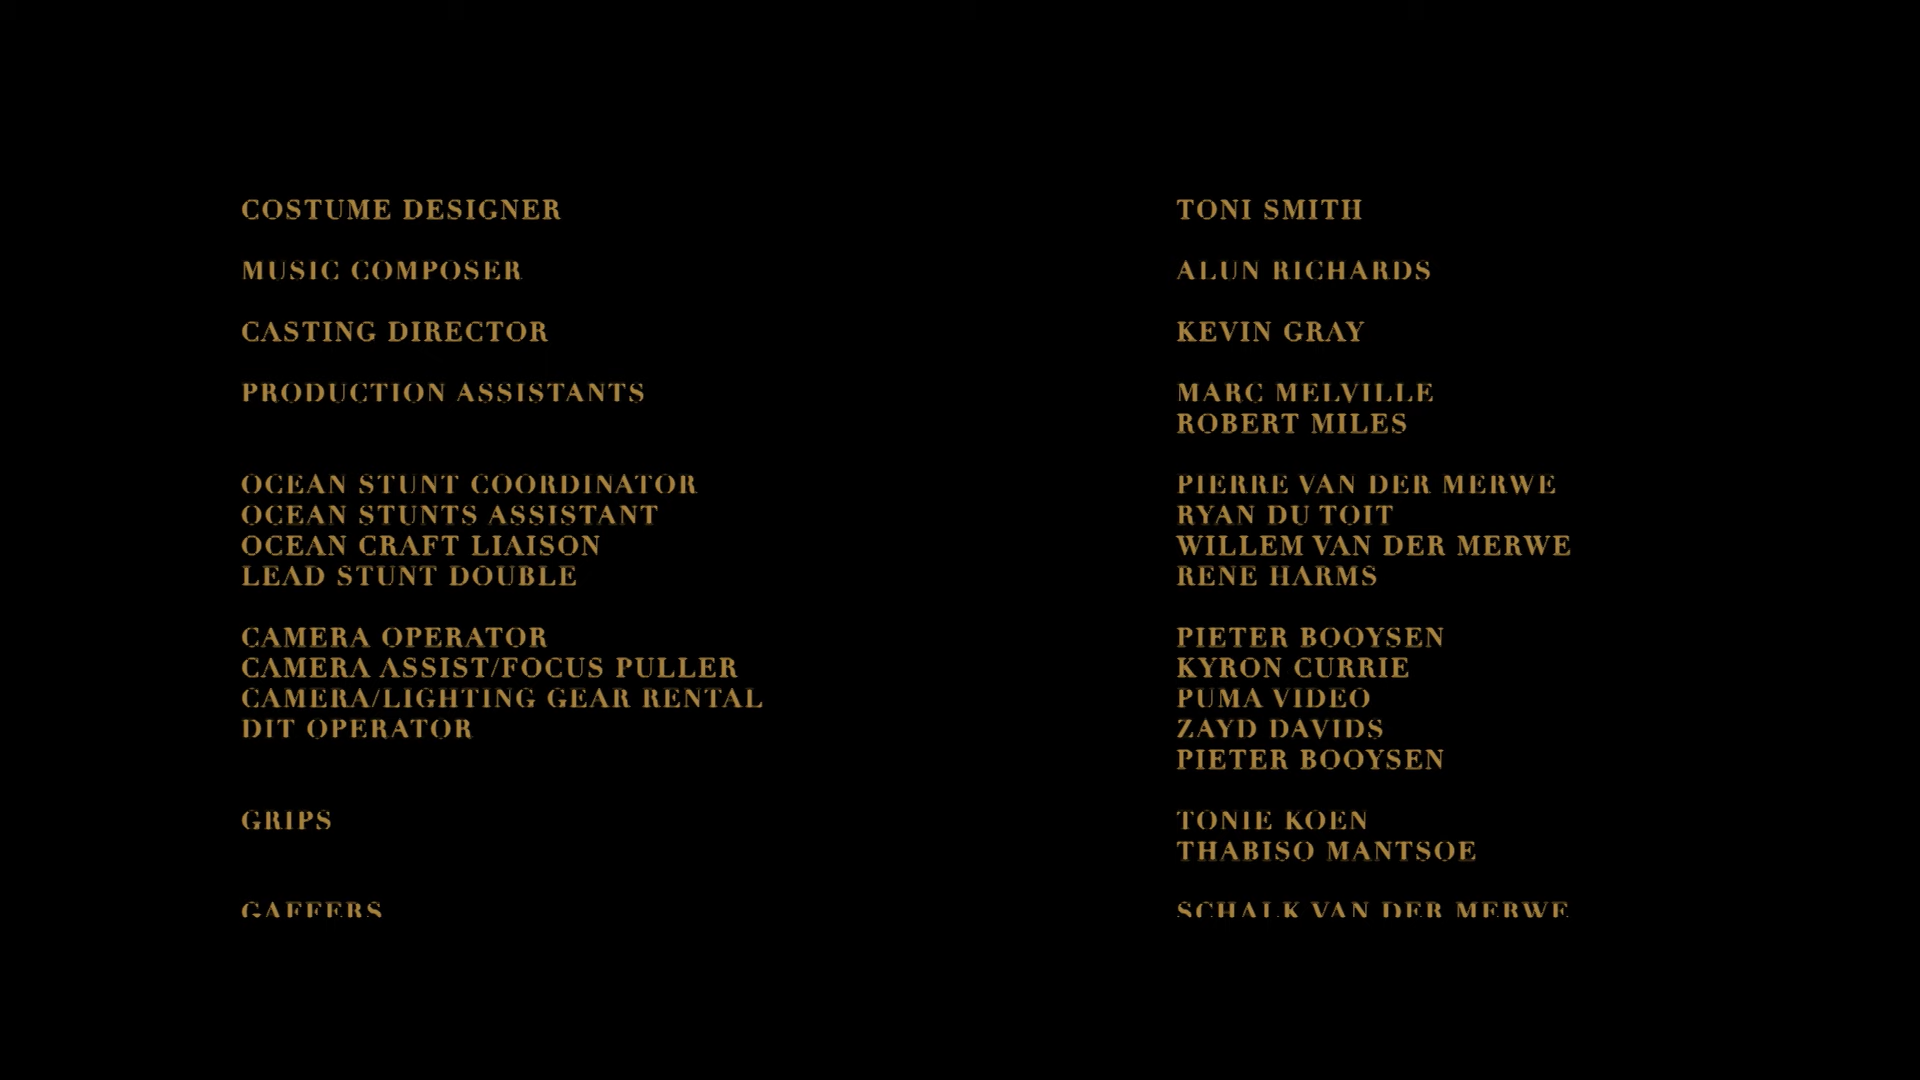 COSTUME DESIGNER TONI SMITH
MUSIC COMPOSER ALUN RICHARDS
CASTING DIRECTOR KEVIN GRAY
PRODUCTION ASSISTANTS MARC MELVILLE
ROBERT MILES
OCEAN STUNT COORDINATOR PIERRE VAN DER MERWE
OCEAN STUNTS ASSISTANT RYAN DU TOIT
OCEAN CRAFT LIAISON WILLEM VAN DER MERWE
LEAD STUNT DOUBLE RENE HARMS
CAMERA OPERATOR PIETER BOOYSEN
CAMERA ASSIST/FOCUS PULLER KYRON CURRIE
CAMERA/LIGHTING GEAR RENTAL PUMA VIDEO
DIT OPERATOR ZAYD DAVIDS
PIETER BOOYSEN
GRIPS TONIE KOEN
THABISO MANTSOE
GAFFERS SCHALK VAN DER MERWE